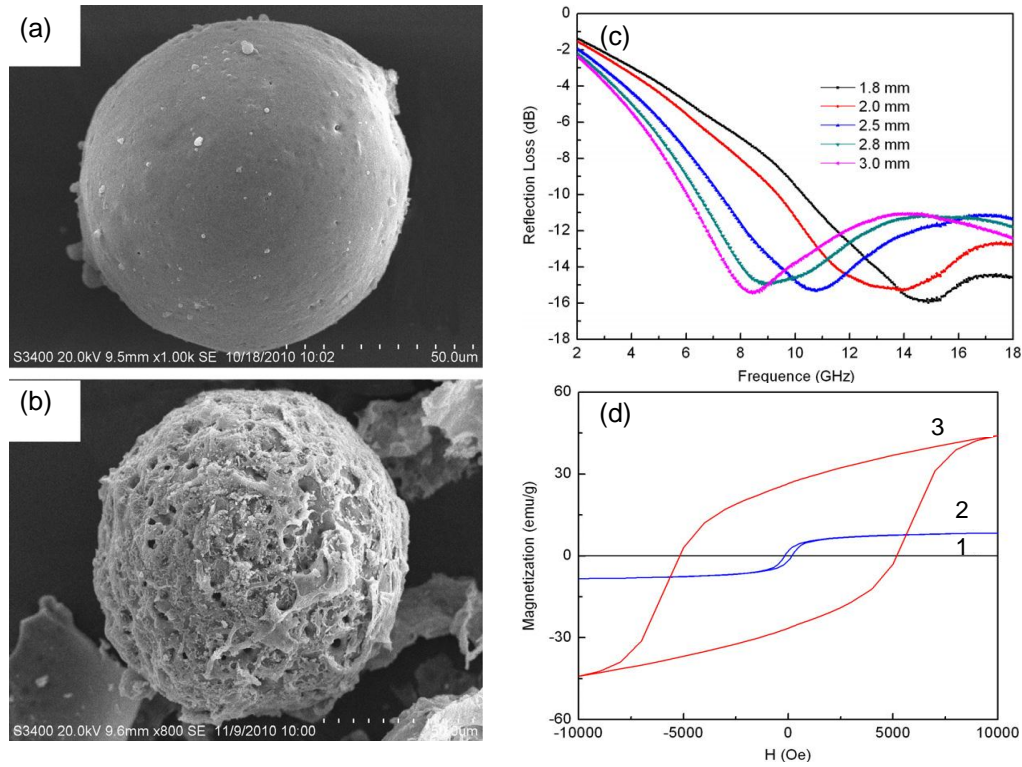 (a)
S3400 20.0kV 9.5mm x1.00k SE 10/18/2010 10:02 50.0um
(b)
S3400 20.0kV 9.6mm x800 SE 11/9/2010 10:00 50.0um
(c)
0
-2
-4
-6
-8
-10
-12
-14
-16
-18
Reflection Loss (dB)
1.8 mm
2.0 mm
2.5 mm
2.8 mm
3.0 mm
2 4 6 8 10 12 14 16 18
Frequence (GHz)
(d)
60
30
0
-30
-60
Magnetization (emu/g)
3
2
1
-10000 -5000 0 5000 10000
H (Oe)